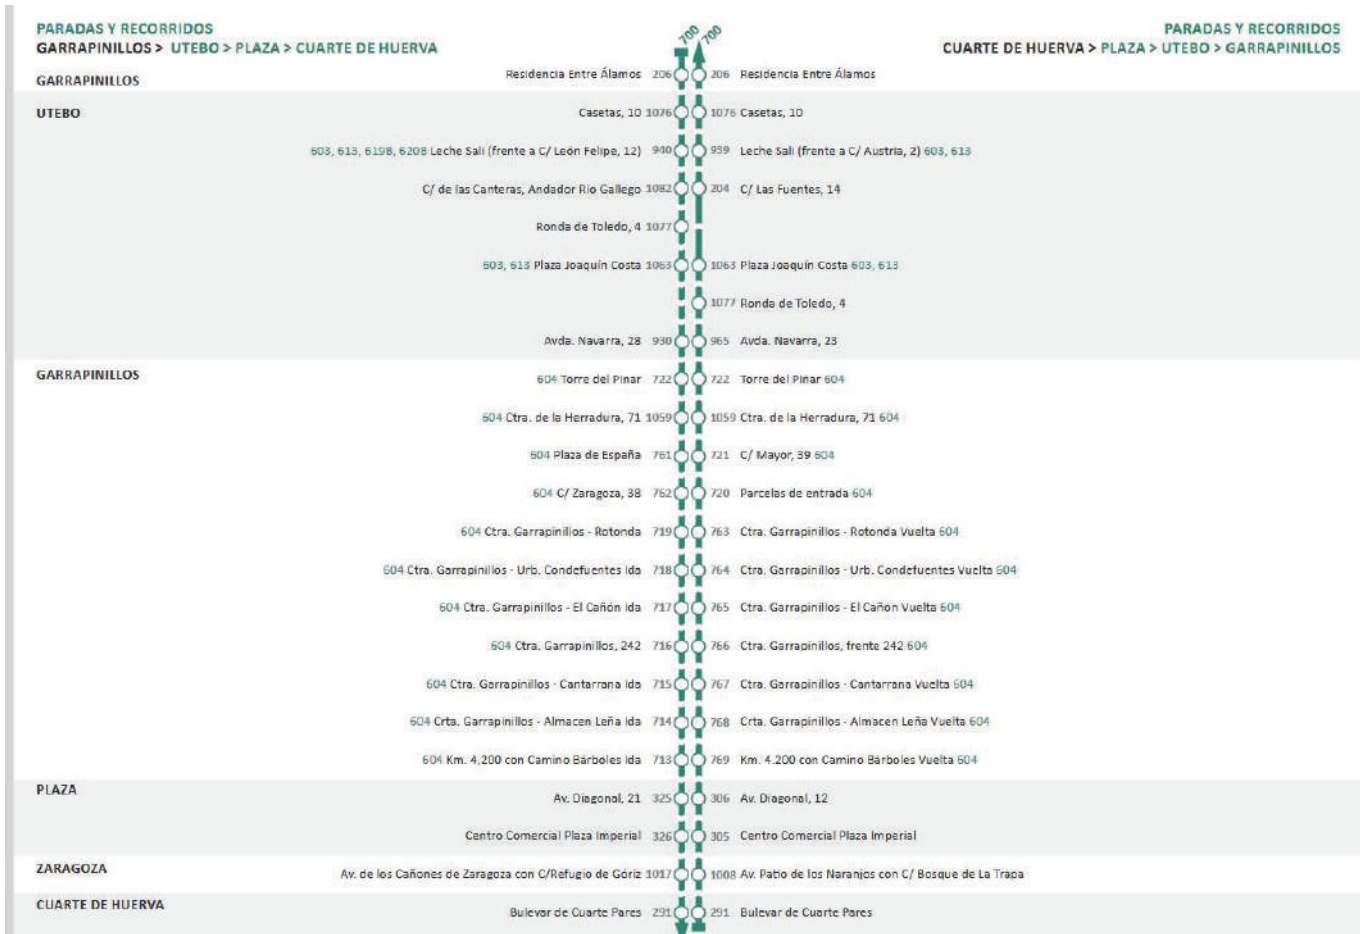 PARADAS Y RECORRIDOS
GARRAPINILLOS > UTEBO > PLAZA > CUARTE DE HUERVA
700 700
PARADAS Y RECORRIDOS
CUARTE DE HUERVA > PLAZA > UTEBO > GARRAPINILLOS
GARRAPINILLOS
Residencia Entre Álamos 206 206 Residencia Entre Álamos
UTEBO
Casetas, 10 1076 1076 Casetas, 10
603, 613, 619B, 620B Leche Sali (frente a C/ León Felipe, 12) 940 939 Leche Sali (frente a C/ Austria, 2) 603, 613
C/ de las Canteras, Andador Rio Gallego 1082 204 C/ Las Fuentes, 14
Ronda de Toledo, 4 1077
603, 613 Plaza Joaquín Costa 1063 1063 Plaza Joaquín Costa 603, 613
1077 Ronda de Toledo, 4
Avda. Navarra, 28 930 965 Avda. Navarra, 23
GARRAPINILLOS
604 Torre del Pinar 722 722 Torre del Pinar 604
604 Ctra. de la Herradura, 71 1059 1059 Ctra. de la Herradura, 71 604
604 Plaza de España 761 721 C/ Mayor, 39 604
604 C/ Zaragoza, 38 762 720 Parcelas de entrada 604
604 Ctra. Garrapinillos - Rotonda 719 763 Ctra. Garrapinillos - Rotonda Vuelta 604
604 Ctra. Garrapinillos - Urb. Condefuentes Ida 718 764 Ctra. Garrapinillos - Urb. Condefuentes Vuelta 604
604 Ctra. Garrapinillos - El Cañón Ida 717 765 Ctra. Garrapinillos - El Cañón Vuelta 604
604 Ctra. Garrapinillos, 242 716 766 Ctra. Garrapinillos, frente 242 604
604 Ctra. Garrapinillos - Cantarrana Ida 715 767 Ctra. Garrapinillos - Cantarrana Vuelta 604
604 Crta. Garrapinillos - Almacen Leña Ida 714 768 Crta. Garrapinillos - Almacen Leña Vuelta 604
604 Km. 4,200 con Camino Bárboles Ida 713 769 Km. 4.200 con Camino Bárboles Vuelta 604
PLAZA
Av. Diagonal, 21 325 306 Av. Diagonal, 12
Centro Comercial Plaza Imperial 326 305 Centro Comercial Plaza Imperial
ZARAGOZA
Av. de los Cañones de Zaragoza con C/Refugio de Góriz 1017 1008 Av. Patio de los Naranjos con C/ Bosque de La Trapa
CUARTE DE HUERVA
Bulevar de Cuarte Pares 291 291 Bulevar de Cuarte Pares